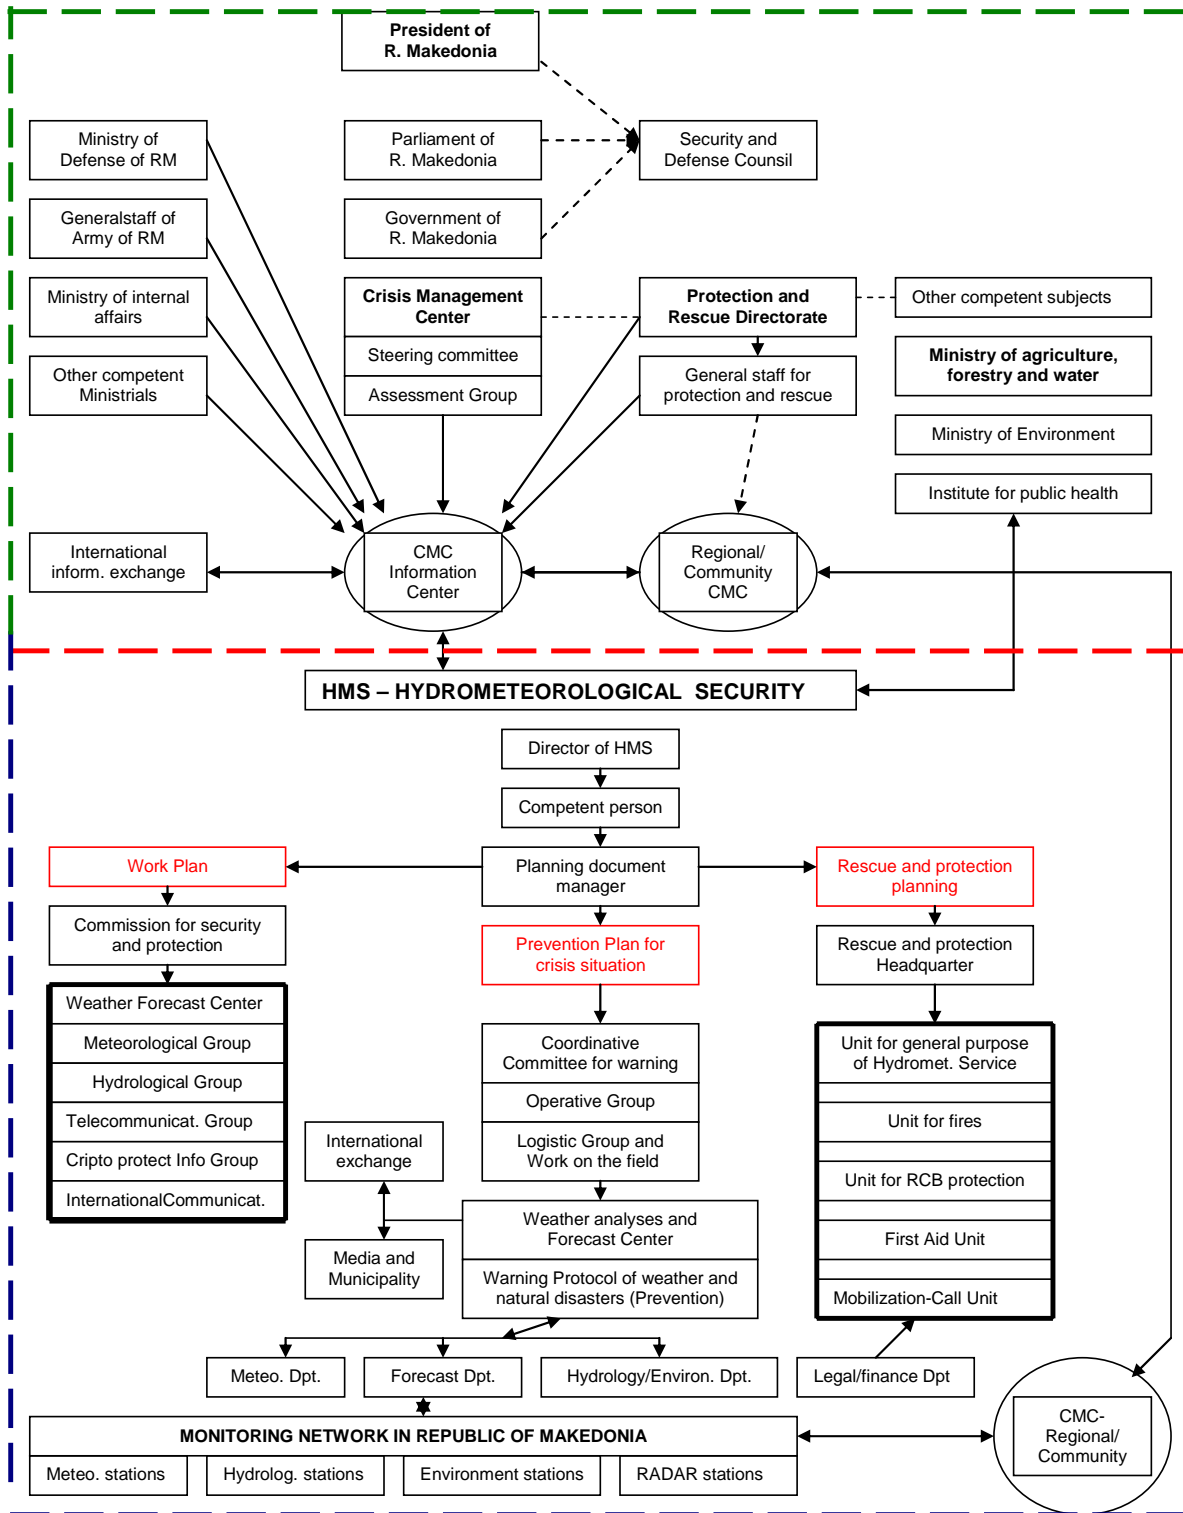 President of
R. Makedonia
Ministry of
Defense of RM
Parliament of
R. Makedonia
Security and
Defense Counsil
Generalstaff of
Army of RM
Government of
R. Makedonia
Ministry of internal
affairs
Crisis Management
Center
Protection and
Rescue Directorate
Other competent subjects
Steering committee
Other competent
Ministrials
Assessment Group
General staff for
protection and rescue
Ministry of agriculture,
forestry and water
Ministry of Environment
Institute for public health
International
inform. exchange
CMC
Information
Center
Regional/
Community
CMC
HMS – HYDROMETEOROLOGICAL SECURITY
Director of HMS
Competent person
Work Plan
Planning document
manager
Rescue and protection
planning
Commission for security
and protection
Prevention Plan for
crisis situation
Rescue and protection
Headquarter
Weather Forecast Center
Meteorological Group
Hydrological Group
Telecommunicat. Group
Cripto protect Info Group
InternationalCommunicat.
Coordinative
Committee for warning
Operative Group
Logistic Group and
Work on the field
Unit for general purpose
of Hydromet. Service
Unit for fires
Unit for RCB protection
First Aid Unit
Mobilization-Call Unit
International
exchange
Media and
Municipality
Weather analyses and
Forecast Center
Warning Protocol of weather and
natural disasters (Prevention)
Meteo. Dpt.
Forecast Dpt.
Hydrology/Environ. Dpt.
Legal/finance Dpt
MONITORING NETWORK IN REPUBLIC OF MAKEDONIA
Meteo. stations
Hydrolog. stations
Environment stations
RADAR stations
CMC-
Regional/
Community